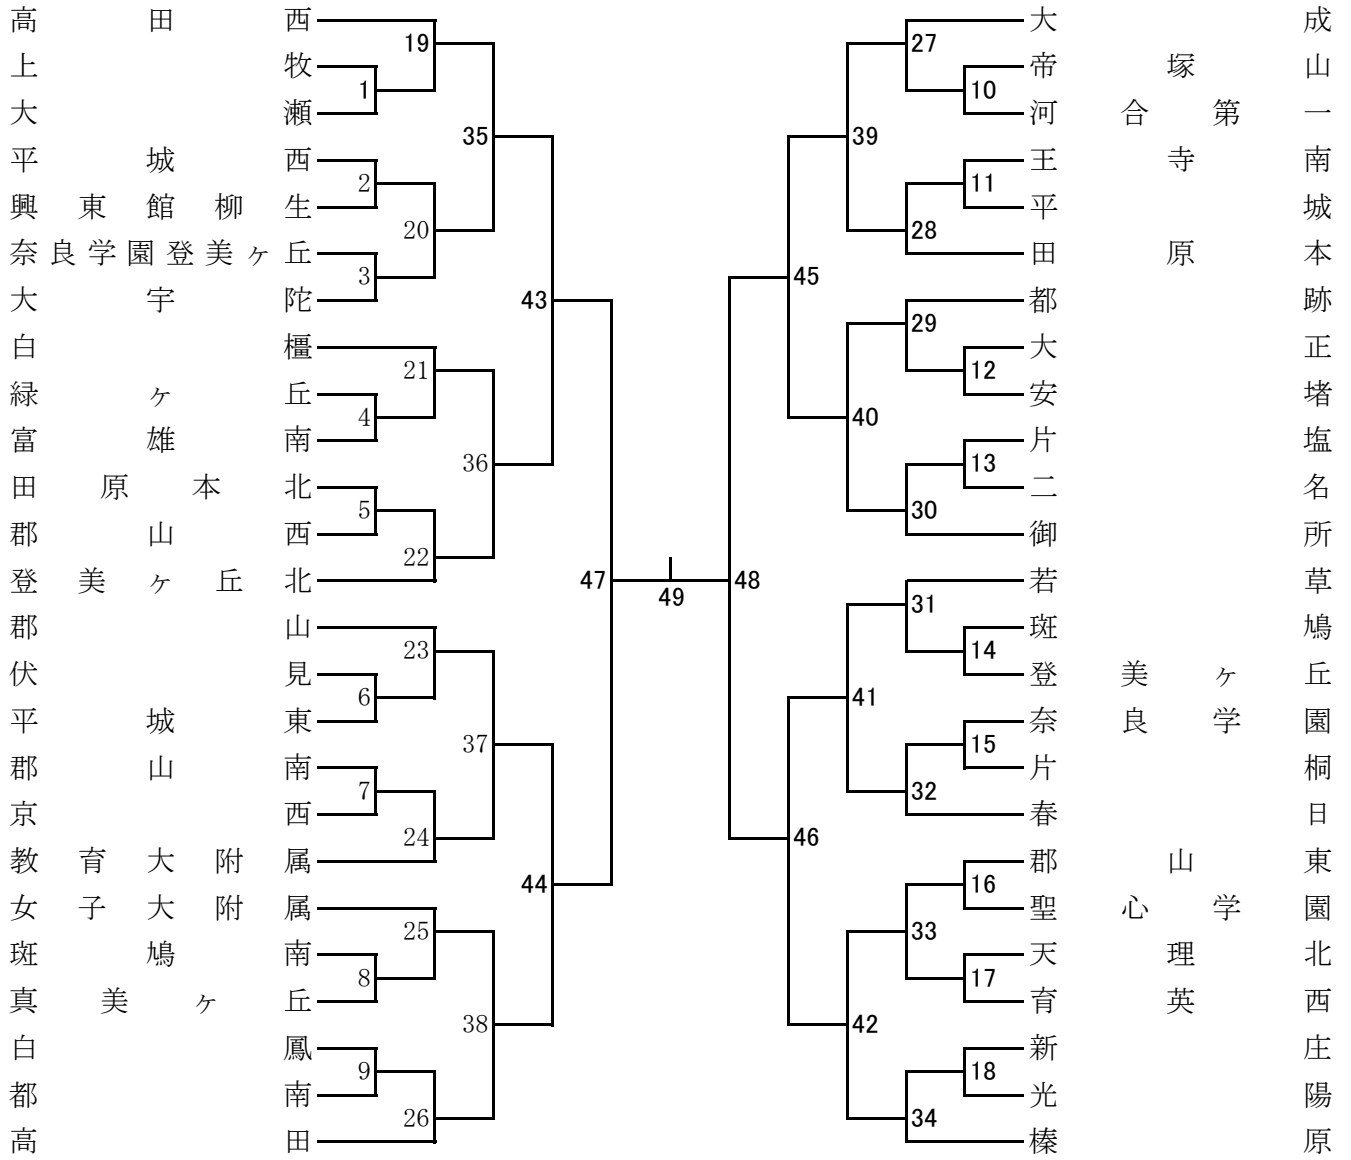 高田西
上牧
大瀬
平城西
興東館柳生
奈良学園登美ヶ丘
大宇陀
白橿
緑ヶ丘
富雄南
田原本北
郡山西
登美ヶ丘北
郡山
伏見
平城東
郡山南
京西
教育大附属
女子大附属
斑鳩南
真美ヶ丘
白鳳
都南
高田
1
2
3
4
5
6
7
8
9
19
20
21
22
23
24
25
26
35
36
37
38
43
44
47
49
48
45
46
39
40
41
42
27
28
29
30
31
32
33
34
10
11
12
13
14
15
16
17
18
大成
帝塚山
河合第一
王寺南
平城
田原本
都跡
大正
安堵
片塩
二名
御所
若草
斑鳩
登美ヶ丘
奈良学園
片桐
春日
郡山東
聖心学園
天理北
育英西
新庄
光陽
榛原